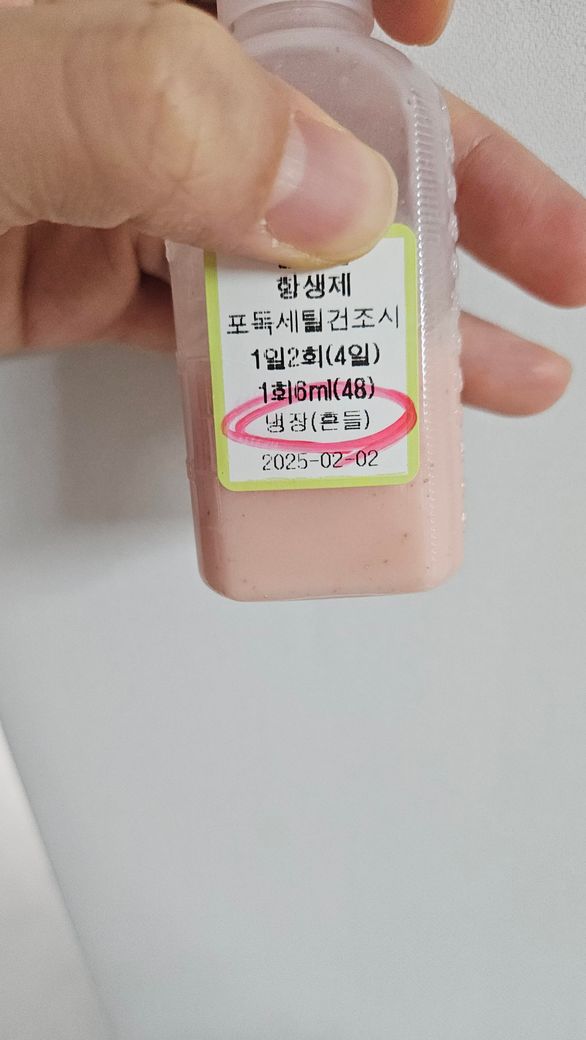 항생제
포독세틸건조시
1일2회(4일)
1회6ml(48)
냉장(흔들)
2025-02-02